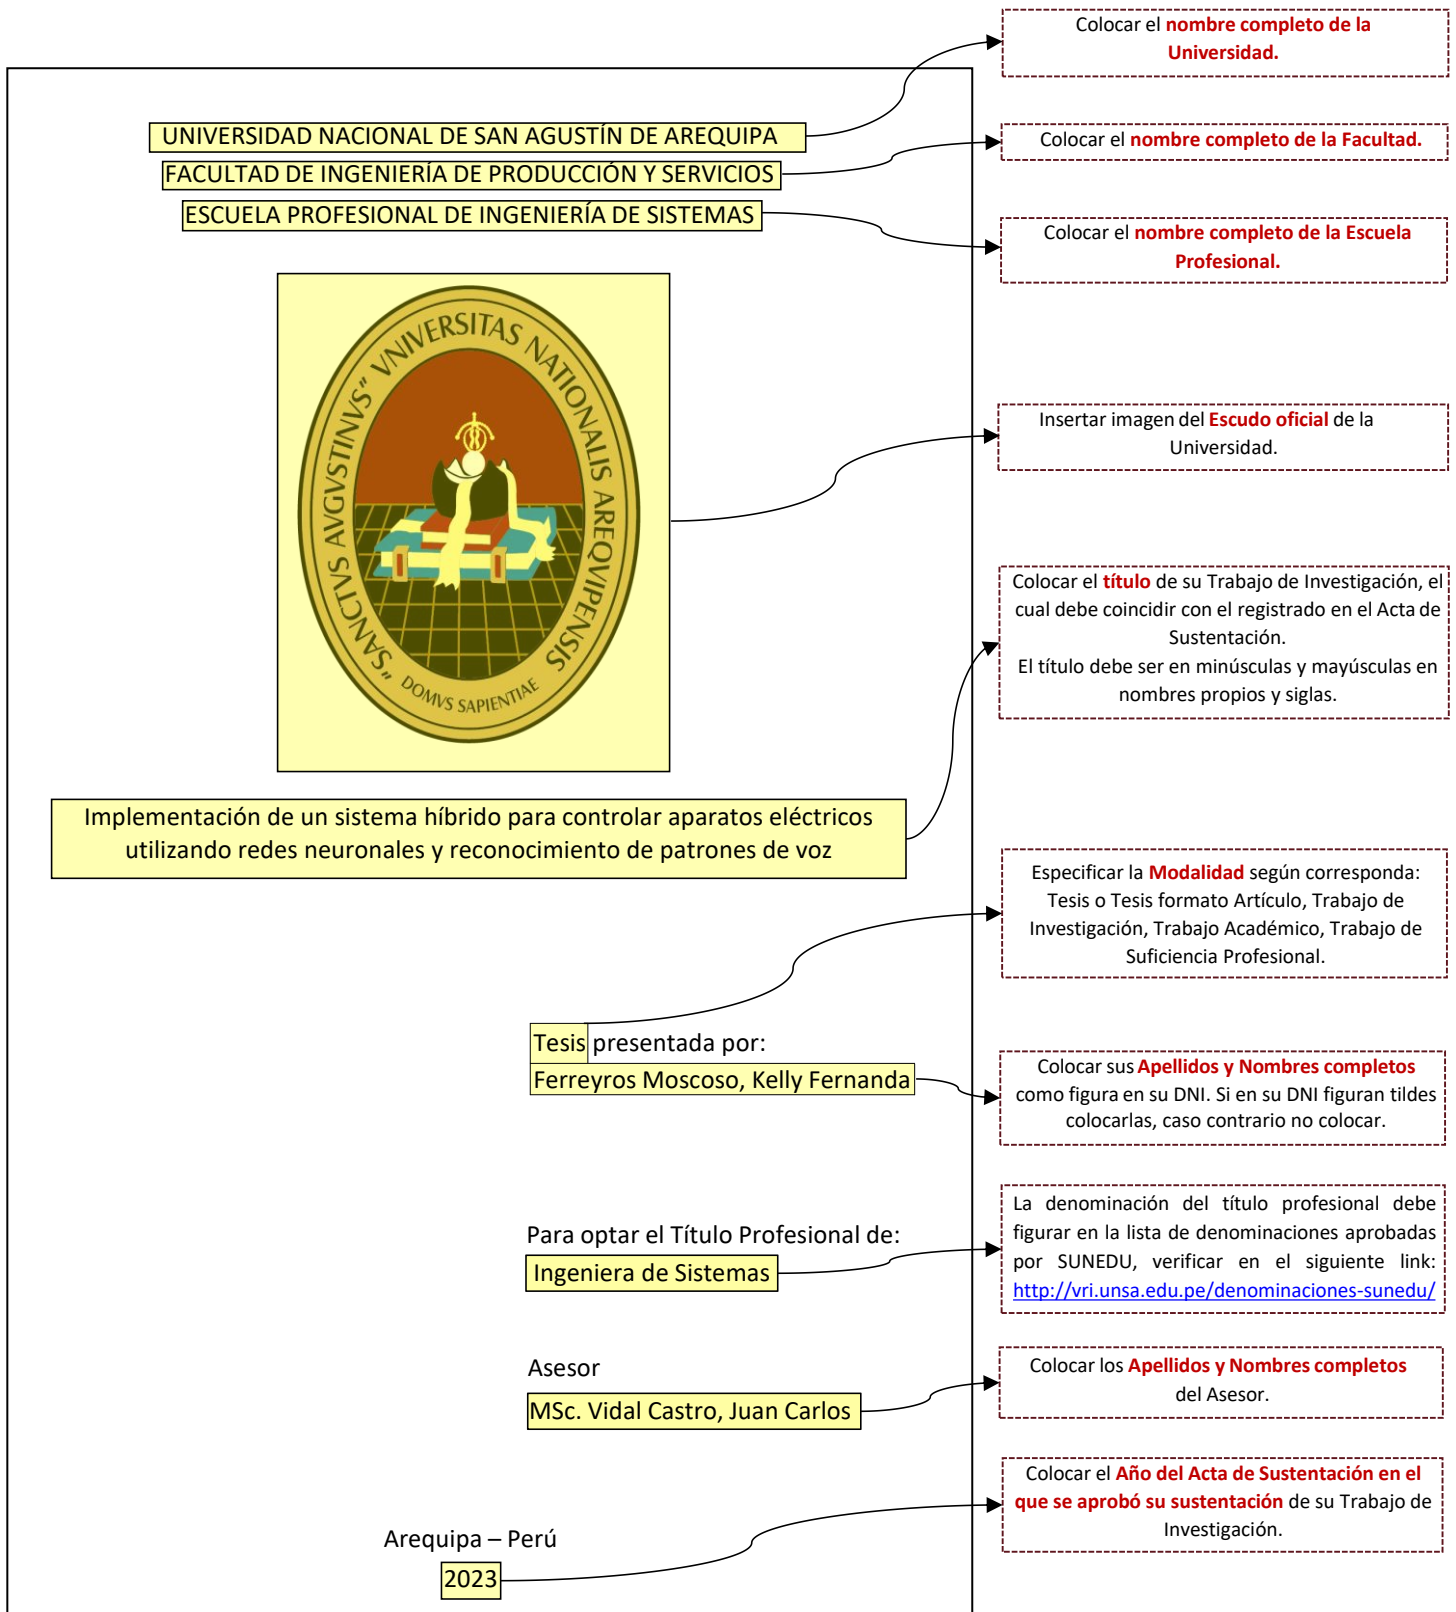 Colocar el nombre completo de la
Universidad.
UNIVERSIDAD NACIONAL DE SAN AGUSTÍN DE AREQUIPA
Colocar el nombre completo de la Facultad.
FACULTAD DE INGENIERÍA DE PRODUCCIÓN Y SERVICIOS
ESCUELA PROFESIONAL DE INGENIERÍA DE SISTEMAS
Colocar el nombre completo de la Escuela
Profesional.
"SANCTVS AVGVSTINVS" VNIVERSITAS NATIONALIS AREQVIPENSIS
DOMVS SAPIENTIAE
Insertar imagen del Escudo oficial de la
Universidad.
Colocar el título de su Trabajo de Investigación, el
cual debe coincidir con el registrado en el Acta de
Sustentación.
El título debe ser en minúsculas y mayúsculas en
nombres propios y siglas.
Implementación de un sistema híbrido para controlar aparatos eléctricos
utilizando redes neuronales y reconocimiento de patrones de voz
Especificar la Modalidad según corresponda:
Tesis o Tesis formato Artículo, Trabajo de
Investigación, Trabajo Académico, Trabajo de
Suficiencia Profesional.
Tesis presentada por:
Ferreyros Moscoso, Kelly Fernanda
Colocar sus Apellidos y Nombres completos
como figura en su DNI. Si en su DNI figuran tildes
colocarlas, caso contrario no colocar.
Para optar el Título Profesional de:
Ingeniera de Sistemas
La denominación del título profesional debe
figurar en la lista de denominaciones aprobadas
por SUNEDU, verificar en el siguiente link:
http://vri.unsa.edu.pe/denominaciones-sunedu/
Asesor
MSc. Vidal Castro, Juan Carlos
Colocar los Apellidos y Nombres completos
del Asesor.
Colocar el Año del Acta de Sustentación en el
que se aprobó su sustentación de su Trabajo de
Investigación.
Arequipa – Perú
2023